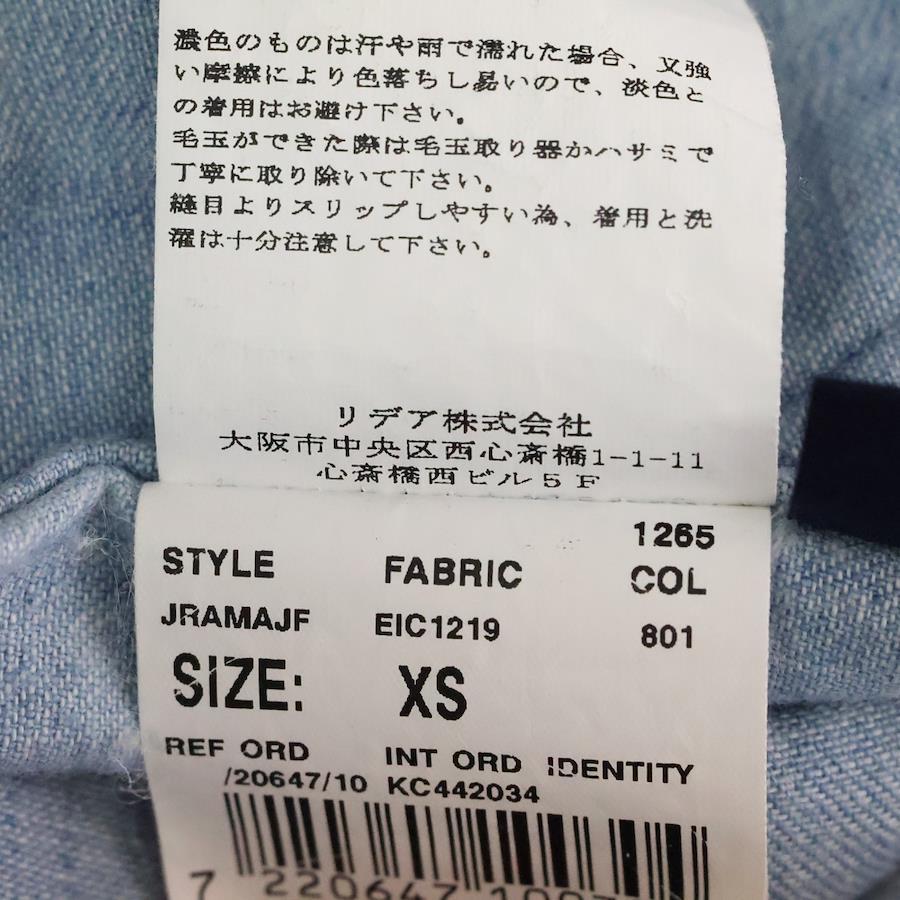 濃色のものは汗や雨で濡れた場合、又強
い摩擦により色落ちし易いので、淡色と
の着用はお避け下さい。
毛玉ができた際は毛玉取り器かハサミで
丁寧に取り除いて下さい。
縫目よりスリップしやすい為、着用と洗
濯は十分注意して下さい。
リデア株式会社
大阪市中央区西心斎橋1-1-11
心斎橋西ビル5F
1265
STYLE FABRIC COL
JRAMAJF EIC1219 801
SIZE: XS
REF ORD INT ORD IDENTITY
/20647/10 KC442034
7 220647